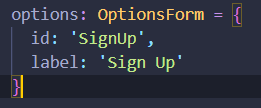 options: OptionsForm = {
  id: 'SignUp',
  label: 'Sign Up'
}